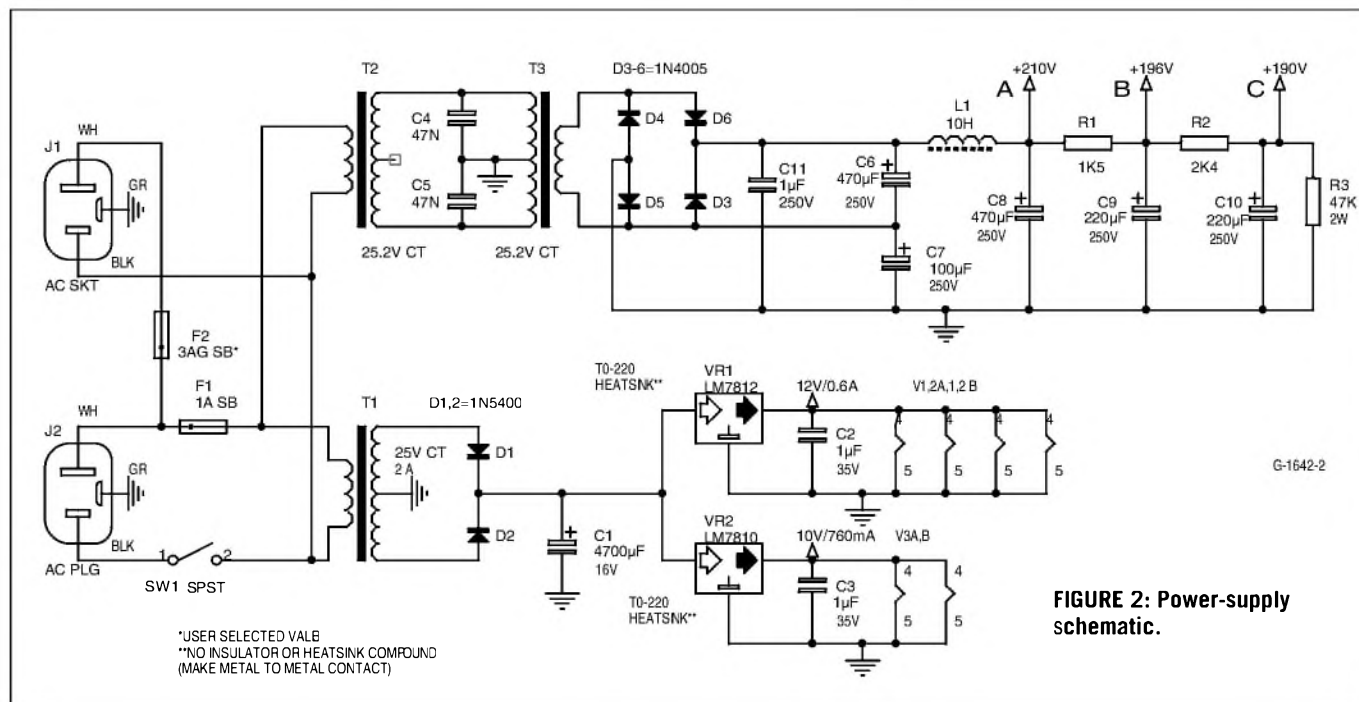 T2
T3
D3-6=1N4005
+210V
+196V
+190V
A
B
C
WH
J1
GR
BLK
AC SKT
C4
47N
C5
47N
25.2V CT
25.2V CT
D4
D6
D5
D3
C11
1µF
250V
C6
470µF
250V
C7
100µF
250V
L1
10H
R1
1K5
R2
2K4
C8
470µF
250V
C9
220µF
250V
C10
220µF
250V
R3
47K
2W
F2
3AG SB*
F1
1A SB
WH
J2
GR
BLK
AC PLG
1
2
SW1 SPST
T1
D1,2=1N5400
25V CT
2 A
D1
D2
C1
4700µF
16V
T0-220
HEATSNK**
VR1
LM7812
12V/0.6A
V1,2A,1,2 B
C2
1µF
35V
4
5
4
5
4
5
4
5
VR2
LM7810
10V/760mA
V3A,B
T0-220
HEATSNK**
C3
1µF
35V
4
5
4
5
G-1642-2
FIGURE 2: Power-supply
schematic.
*USER SELECTED VALB
**NO INSULATOR OR HEATSINK COMPOUND
(MAKE METAL TO METAL CONTACT)